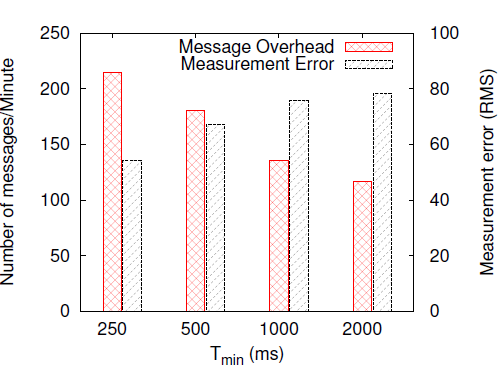 250
200
150
100
50
0
Number of messages/Minute
Message Overhead
Measurement Error
100
80
60
40
20
0
Measurement error (RMS)
250 500 1000 2000
Tmin (ms)